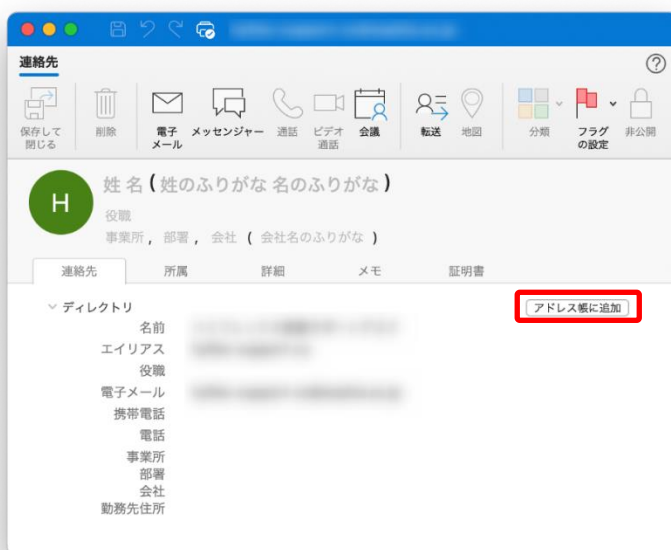 連絡先
?
保存して
閉じる
削除
電子
メール
メッセンジャー
通話
ビデオ
通話
会議
転送
地図
分類
フラグ
の設定
非公開
H
姓 名 ( 姓のふりがな 名のふりがな )
役職
事業所 , 部署 , 会社 ( 会社名のふりがな )
連絡先 所属 詳細 メモ 証明書
ディレクトリ
アドレス帳に追加
名前
エイリアス
役職
電子メール
携帯電話
電話
事業所
部署
会社
勤務先住所